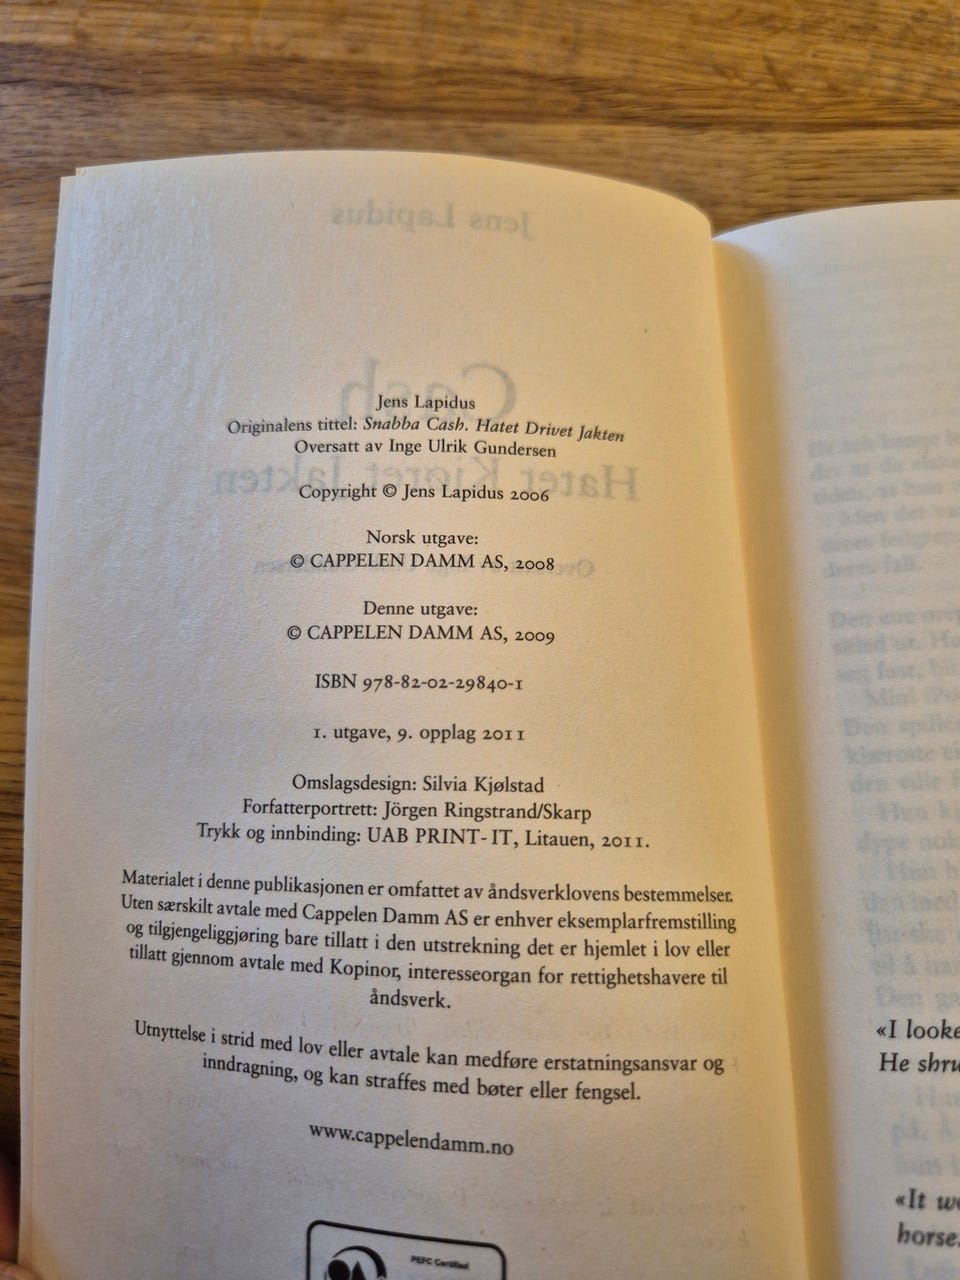 Jens Lapidus
Originalens tittel: Snabba Cash. Hatet Drivet Jakten
Oversatt av Inge Ulrik Gundersen
Copyright © Jens Lapidus 2006
Norsk utgave:
© CAPPELEN DAMM AS, 2008
Denne utgave:
© CAPPELEN DAMM AS, 2009
ISBN 978-82-02-29840-1
1. utgave, 9. opplag 2011
Omslagsdesign: Silvia Kjølstad
Forfatterportrett: Jörgen Ringstrand/Skarp
Trykk og innbinding: UAB PRINT-IT, Litauen, 2011.
Materialet i denne publikasjonen er omfattet av åndsverklovens bestemmelser.
Uten særskilt avtale med Cappelen Damm AS er enhver eksemplarfremstilling
og tilgjengeliggjøring bare tillatt i den utstrekning det er hjemlet i lov eller
tillatt gjennom avtale med Kopinor, interesseorgan for rettighetshavere til
åndsverk.
Utnyttelse i strid med lov eller avtale kan medføre erstatningsansvar og
inndragning, og kan straffes med bøter eller fengsel.
www.cappelendamm.no
PEFC Certified
«I looke
He shru
«It
horse.